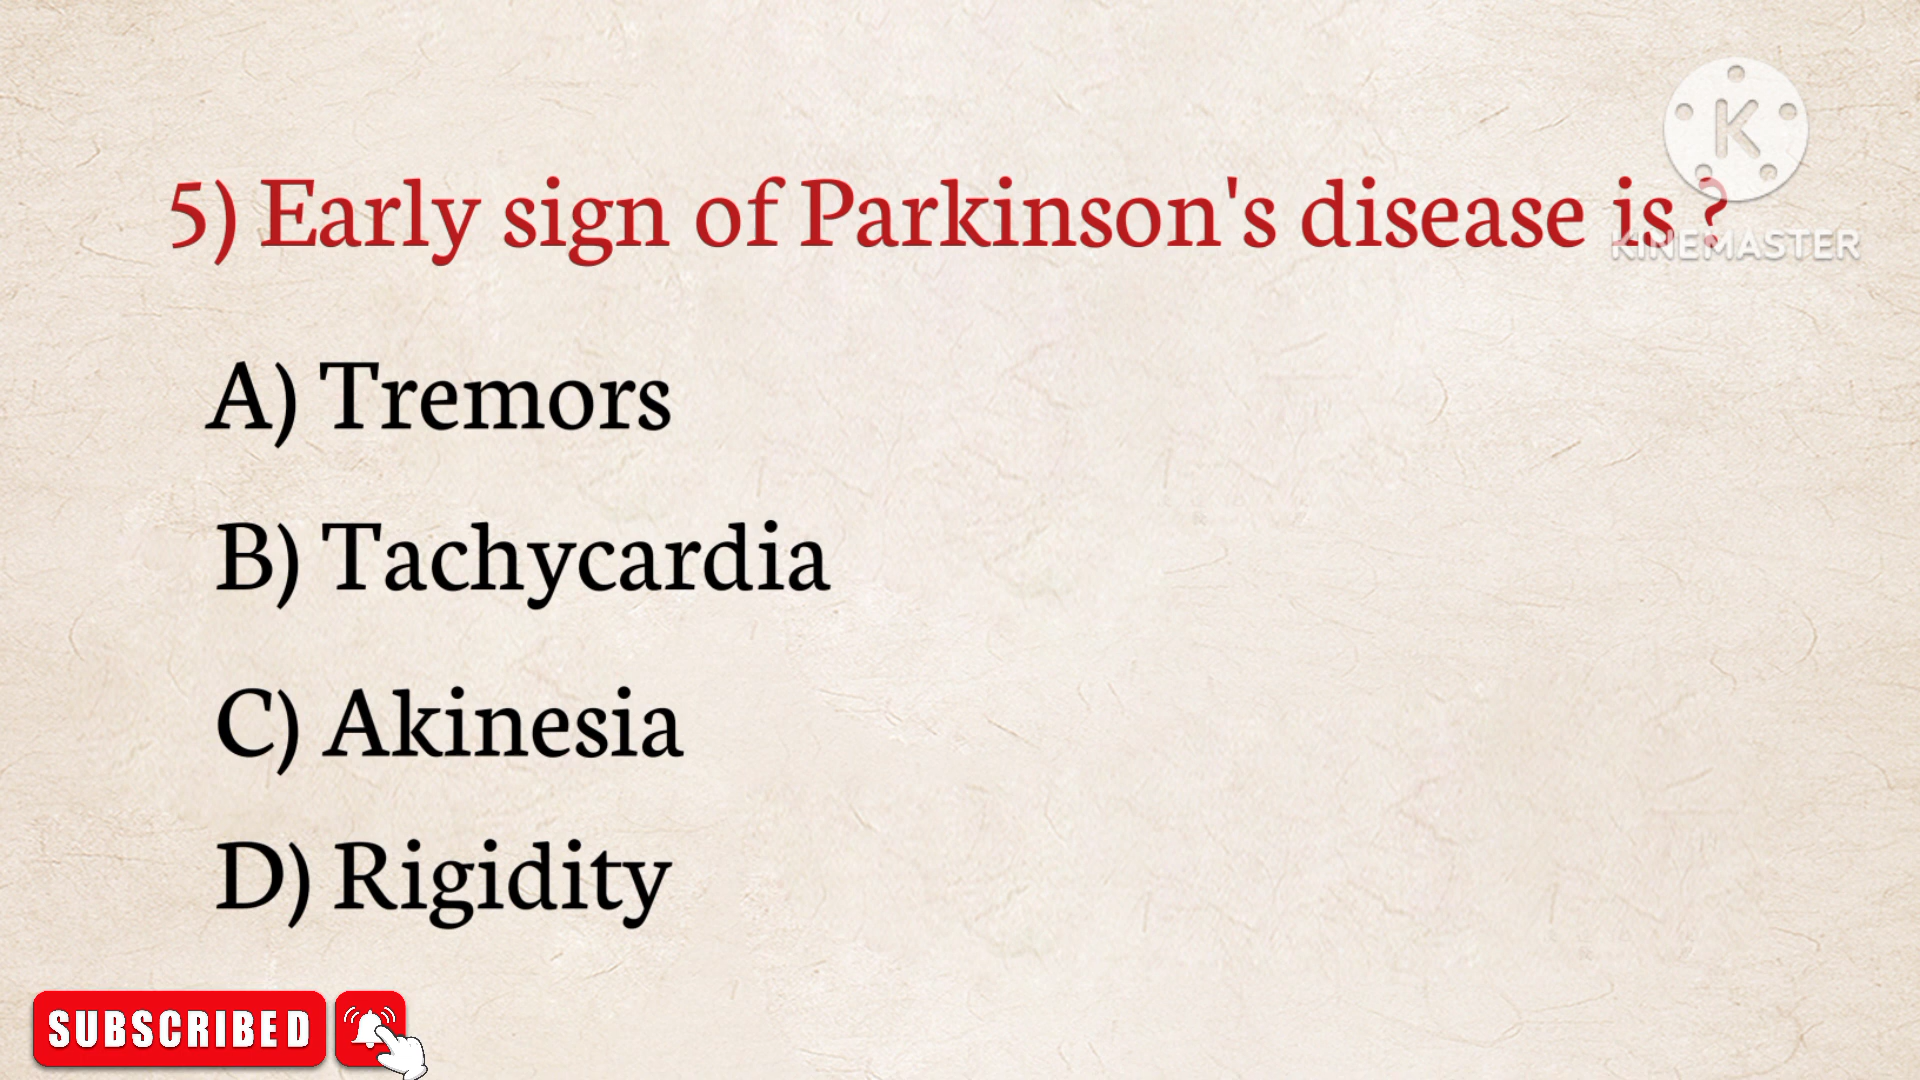 K
5) Early sign of Parkinson's disease is ?
KINEMASTER
A) Tremors
B) Tachycardia
C) Akinesia
D) Rigidity
SUBSCRIBED